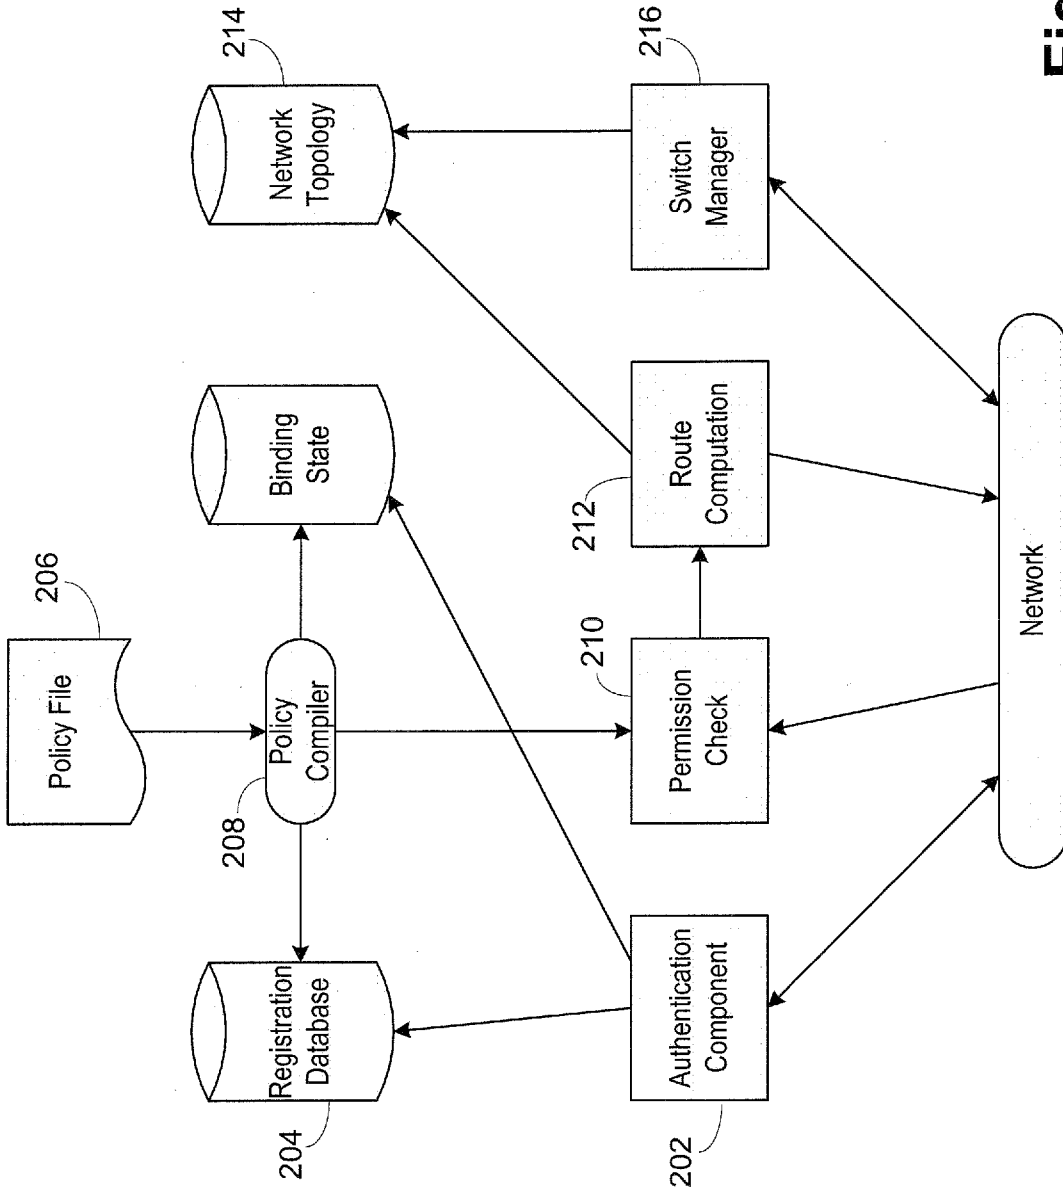 Policy File
206
208
214
Registration
Database
204
Policy
Compiler
Binding
State
Network
Topology
210
212
216
202
Authentication
Component
Permission
Check
Route
Computation
Switch
Manager
Network